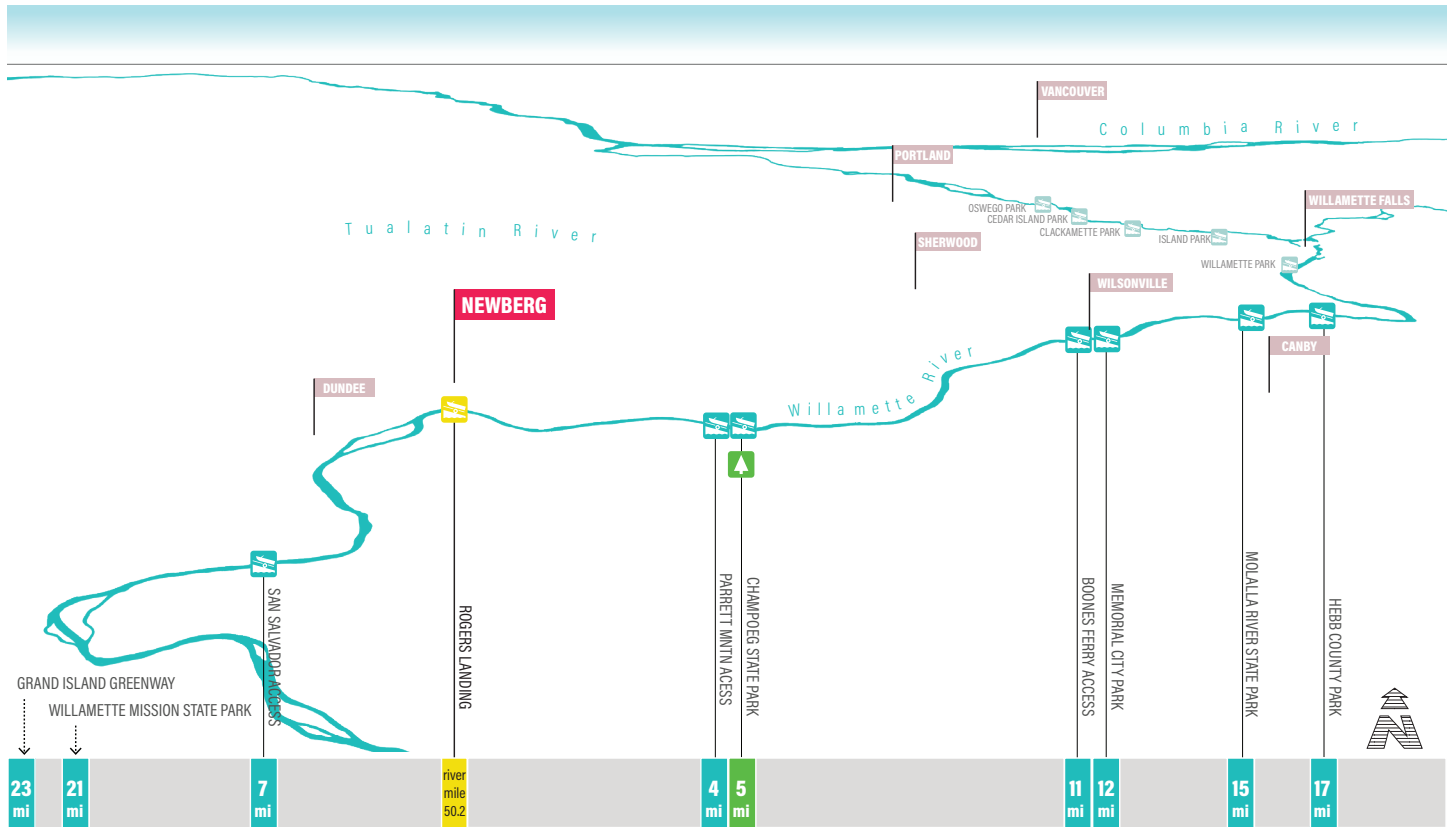 VANCOUVER
Columbia River
PORTLAND
OSWEGO PARK
CEDAR ISLAND PARK
CLACKAMETTE PARK
ISLAND PARK
WILLAMETTE FALLS
Tualatin River
SHERWOOD
WILLAMETTE PARK
WILSONVILLE
NEWBERG
CANBY
DUNDEE
Willamette River
SAN SALVADOR ACCESS
ROGERS LANDING
PARRETT MNTN ACESS
CHAMPOEG STATE PARK
BOONES FERRY ACCESS
MEMORIAL CITY PARK
MOLALLA RIVER STATE PARK
HEBB COUNTY PARK
GRAND ISLAND GREENWAY
WILLAMETTE MISSION STATE PARK
N
23
mi
21
mi
7
mi
river
mile
50.2
4
mi
5
mi
11
mi
12
mi
15
mi
17
mi